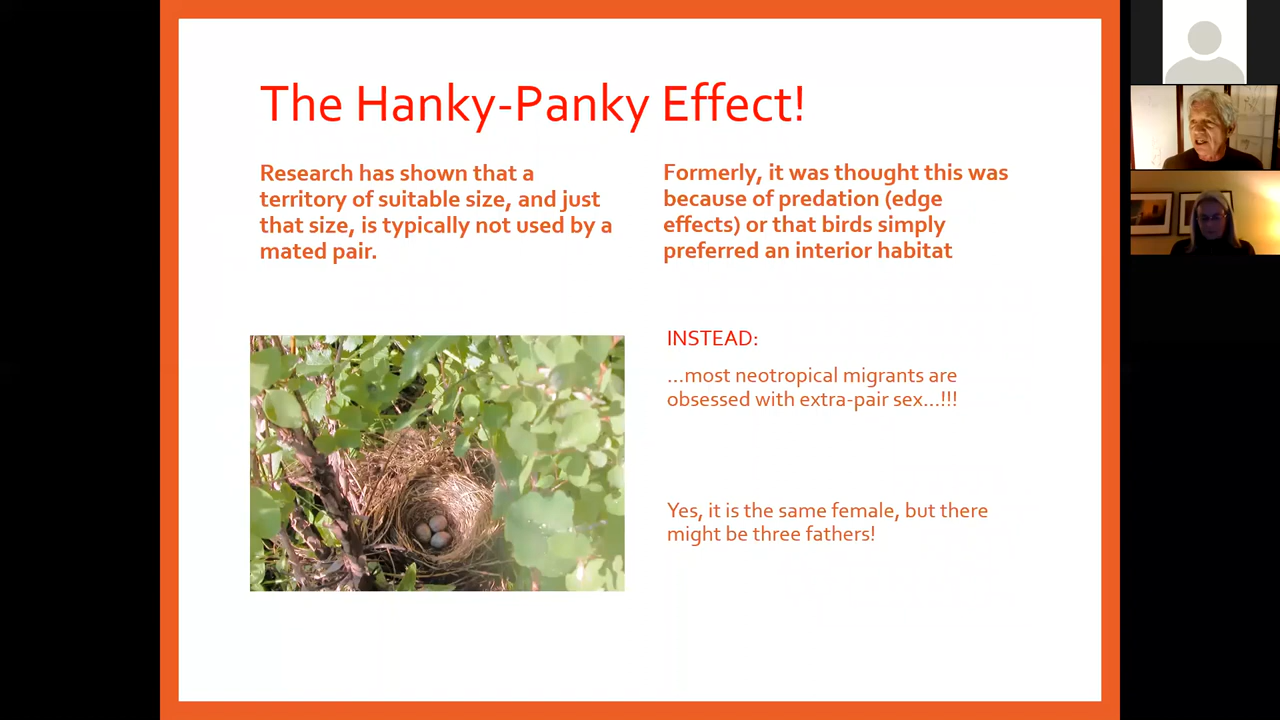 The Hanky-Panky Effect!
Research has shown that a
territory of suitable size, and just
that size, is typically not used by a
mated pair.
Formerly, it was thought this was
because of predation (edge
effects) or that birds simply
preferred an interior habitat
INSTEAD:
...most neotropical migrants are
obsessed with extra-pair sex...!!!
Yes, it is the same female, but there
might be three fathers!